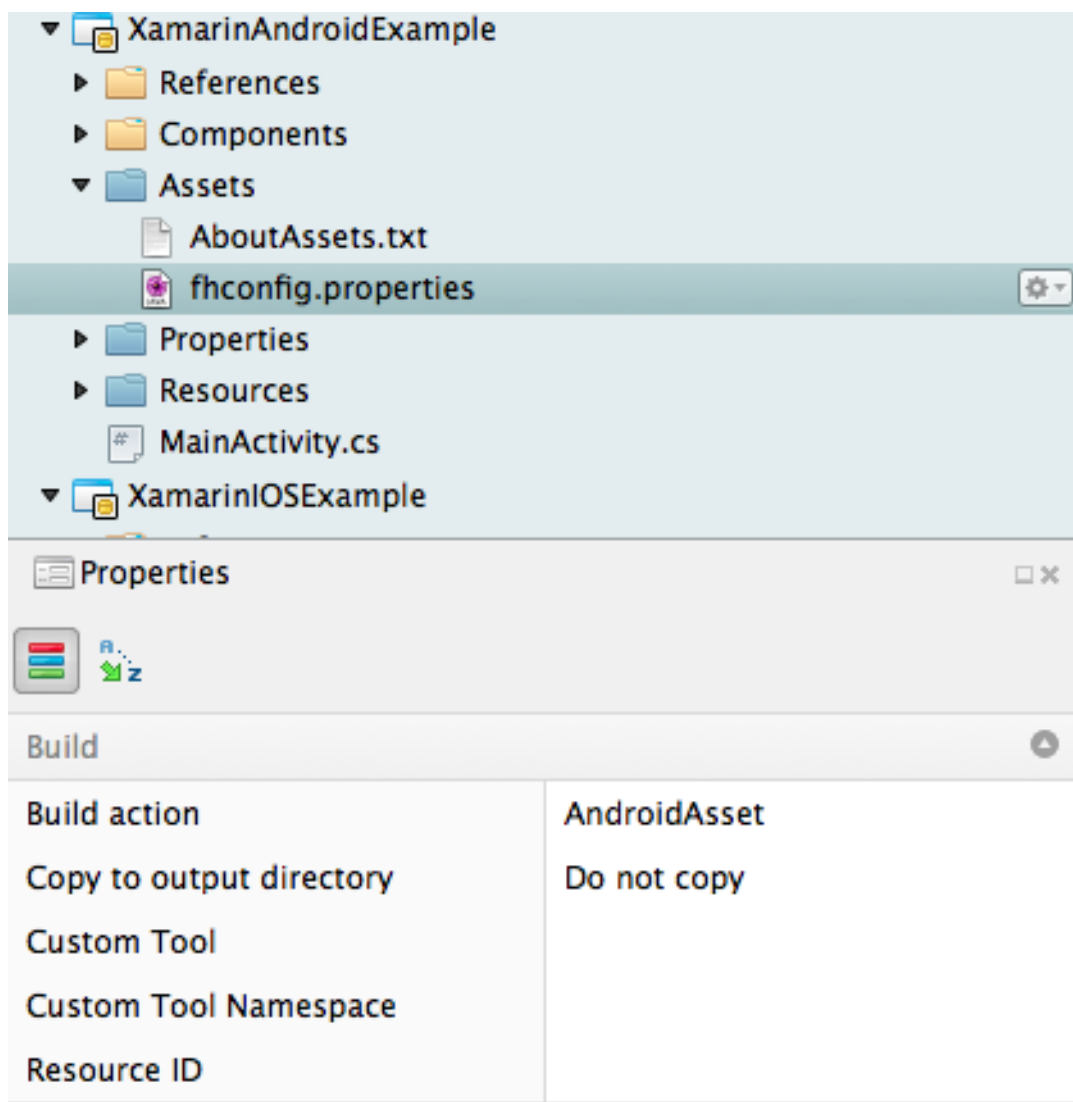 XamarinAndroidExample
References
Components
Assets
AboutAssets.txt
fhconfig.properties
Properties
Resources
MainActivity.cs
XamarinIOSExample
Properties
Build
Build action AndroidAsset
Copy to output directory Do not copy
Custom Tool
Custom Tool Namespace
Resource ID